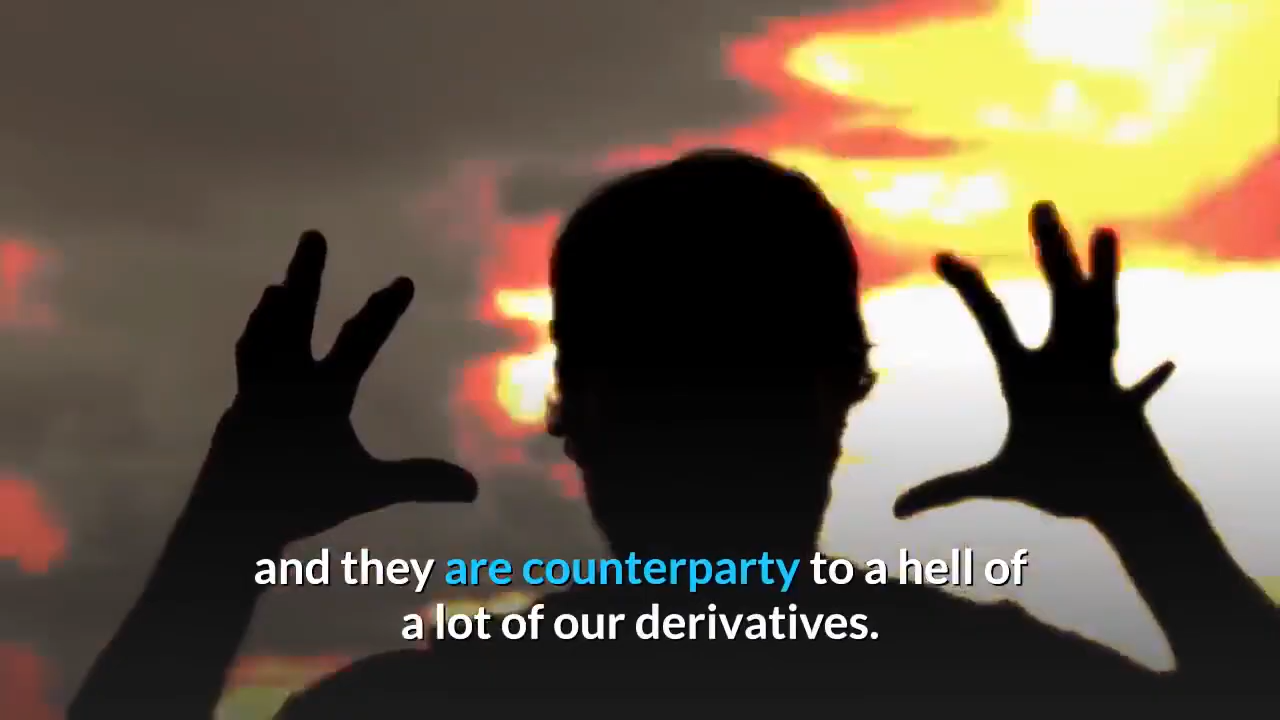 and they are counterparty to a hell of
a lot of our derivatives.